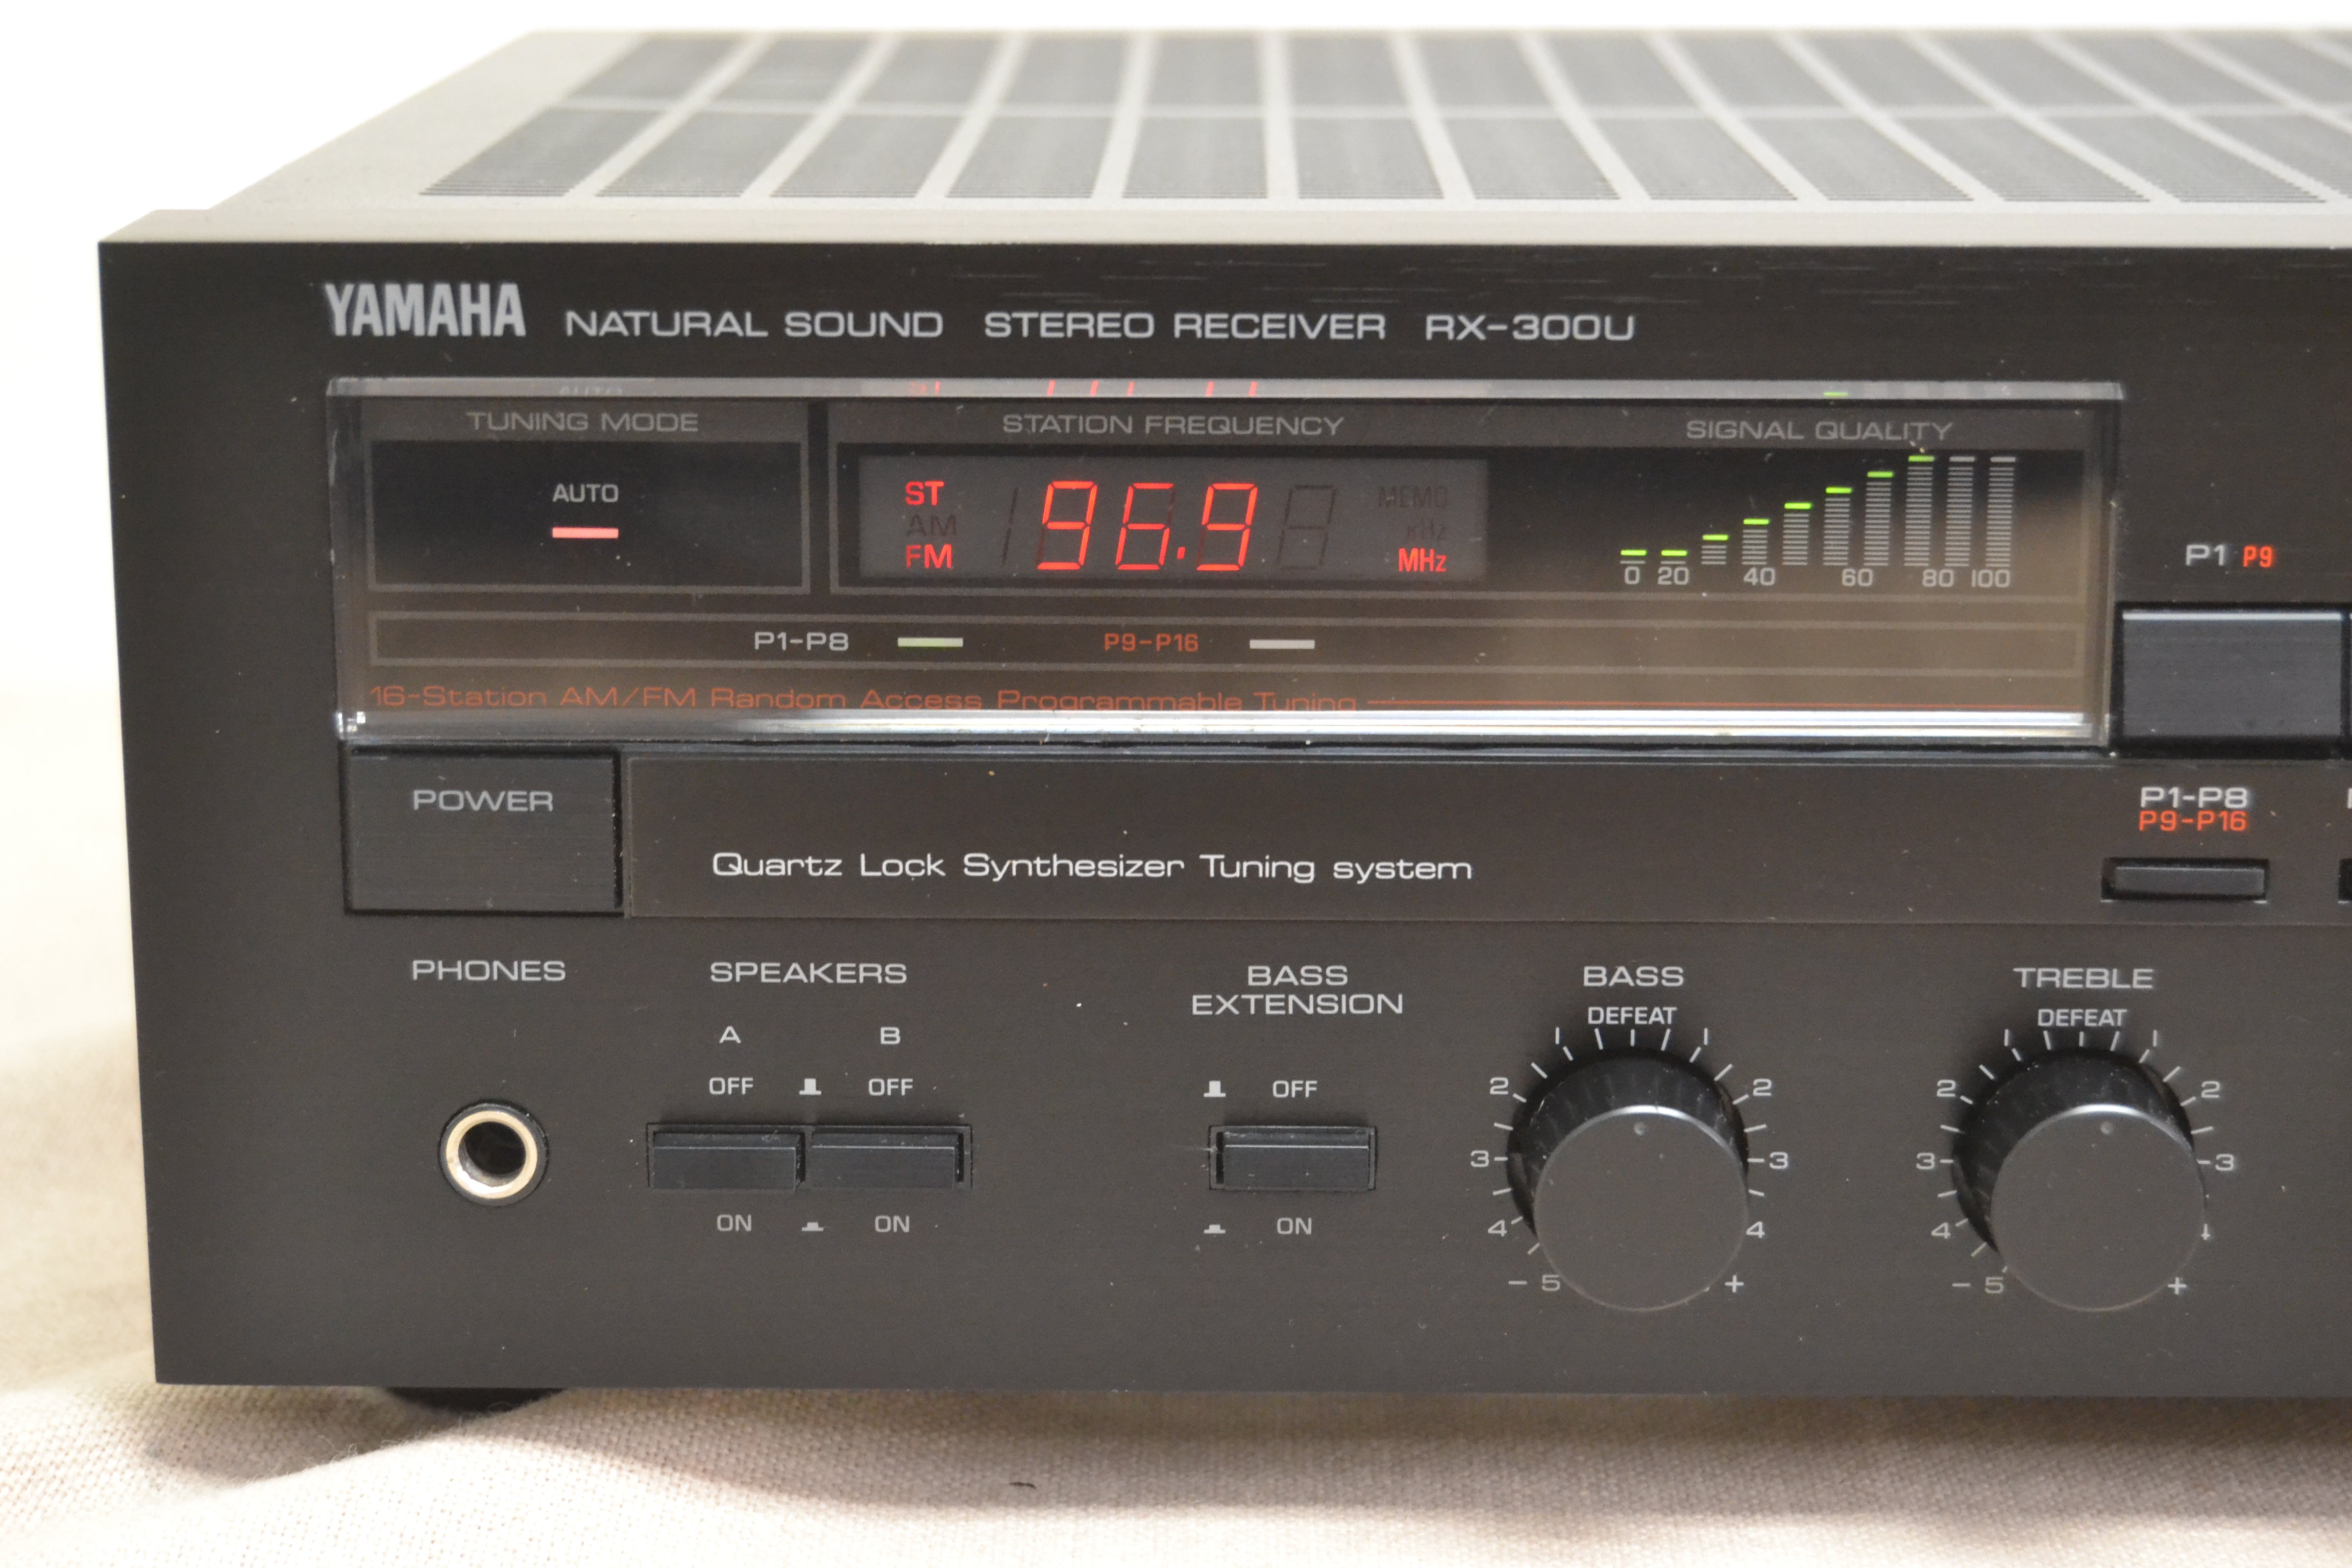 YAMAHA NATURAL SOUND STEREO RECEIVER RX-300U
TUNING MODE
AUTO
STATION FREQUENCY
ST
AM
FM
96.9
MEMO
kHz
MHz
SIGNAL QUALITY
0 20 40 60 80 100
P1-P8 P9-P16
16-Station AM/FM Random Access Programmable Tuning
P1 P9
POWER
Quartz Lock Synthesizer Tuning system
P1-P8
P9-P16
PHONES
SPEAKERS
A B
OFF OFF
ON ON
BASS
EXTENSION
OFF
ON
BASS
DEFEAT
1 1
2 2
3 3
4 4
- 5 +
TREBLE
DEFEAT
1 1
2 2
3 3
4
- 5 +